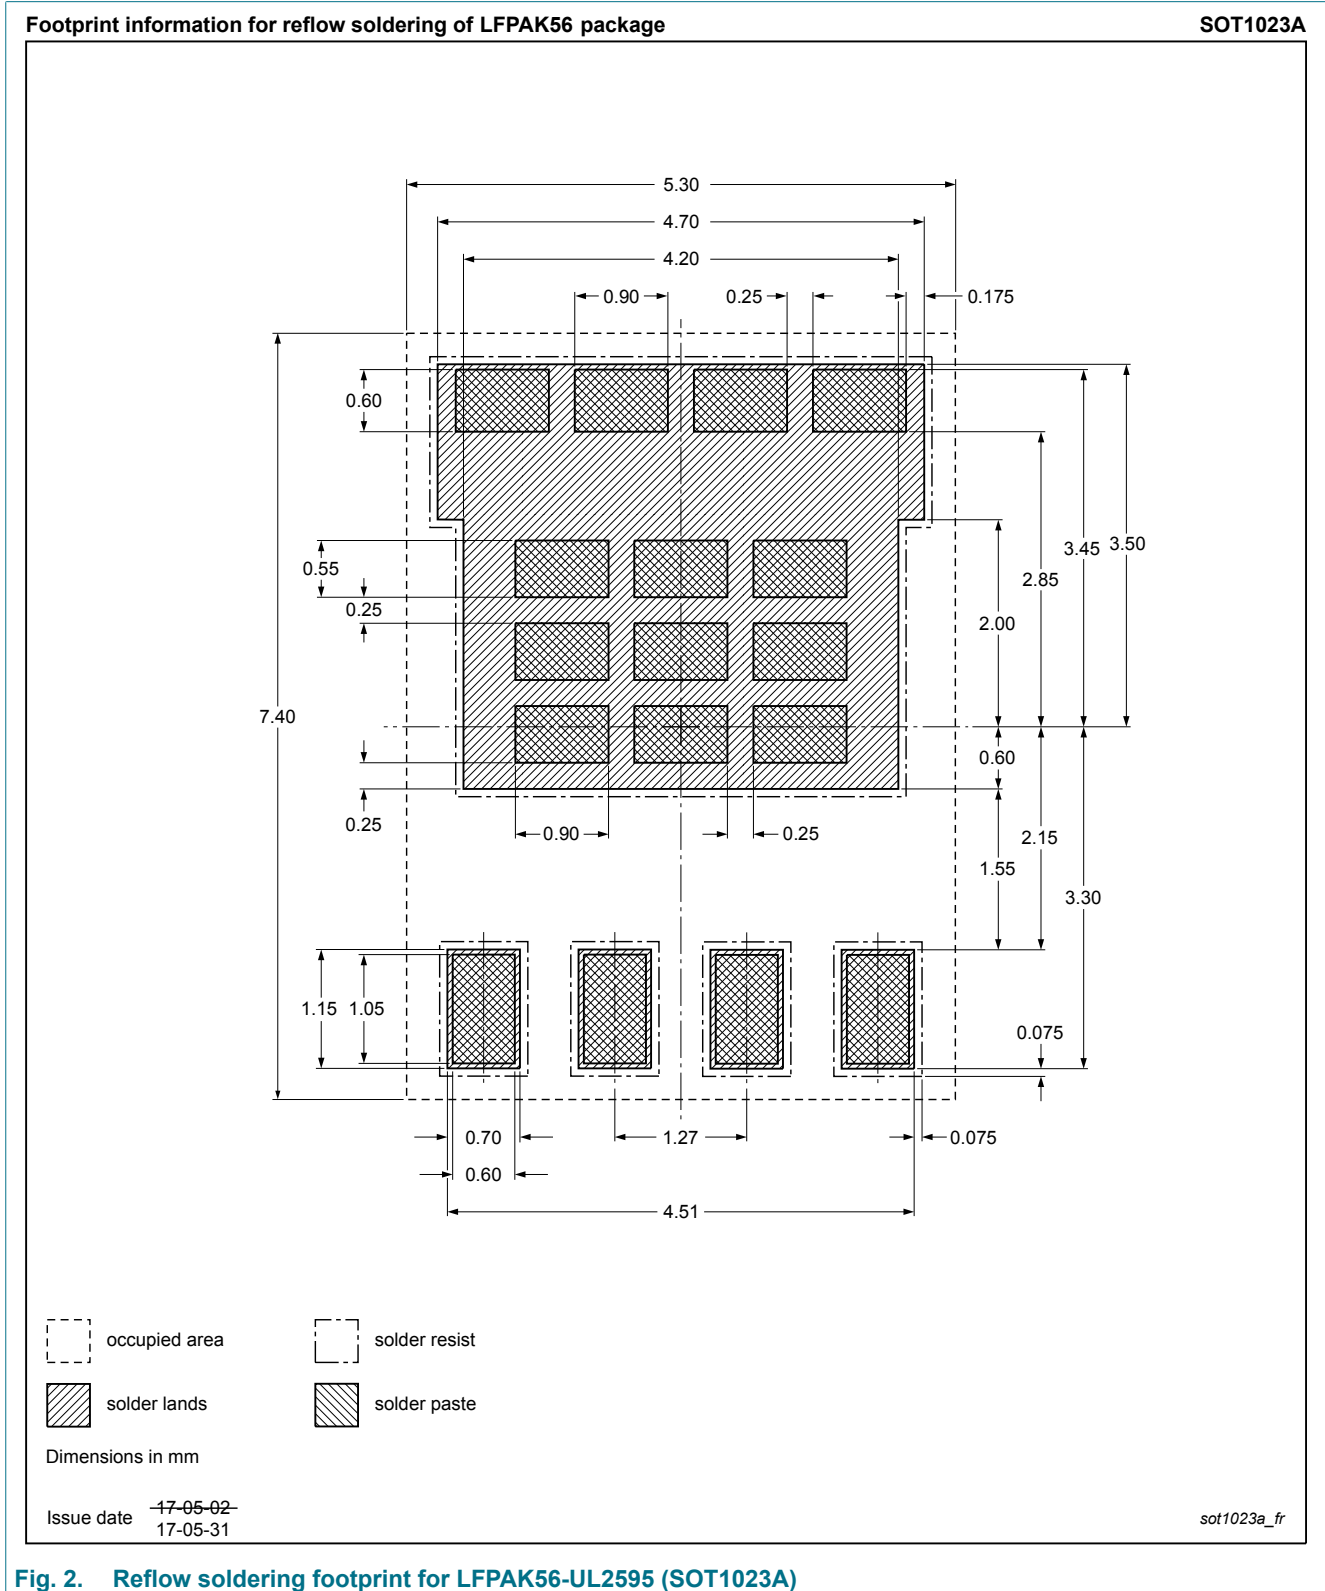 Footprint information for reflow soldering of LFPAK56 package SOT1023A
5.30
4.70
4.20
0.90 0.25 0.175
0.60
0.55
3.45 3.50
2.85
0.25
2.00
7.40
0.60
0.25
0.90 0.25
2.15
1.55
3.30
1.15 1.05
0.075
0.70 1.27 0.075
0.60
4.51
occupied area solder resist
solder lands solder paste
Dimensions in mm
Issue date 17-05-02
17-05-31
sot1023a_fr
Fig. 2. Reflow soldering footprint for LFPAK56-UL2595 (SOT1023A)